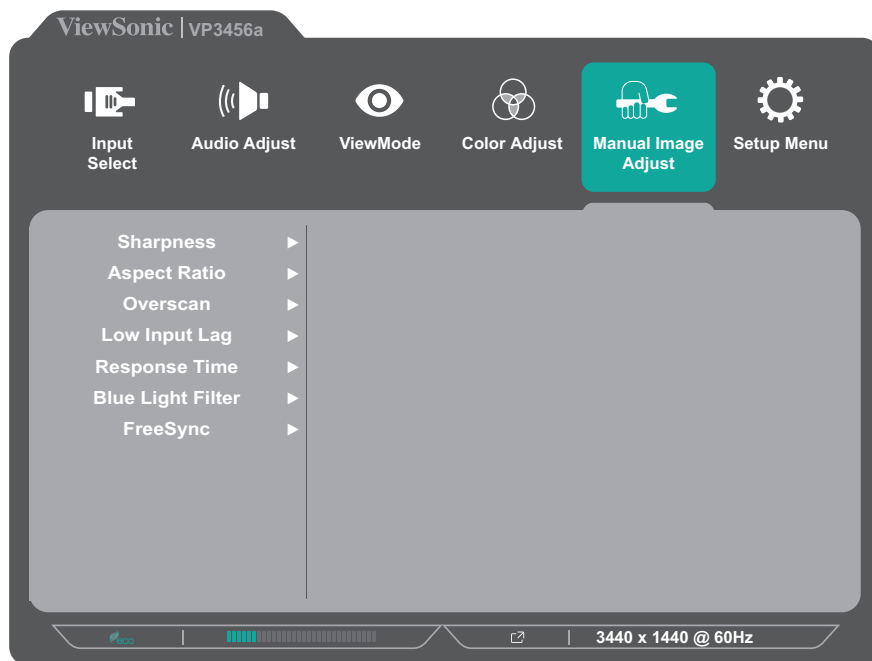 ViewSonic | VP3456a
Input Select
Audio Adjust
ViewMode
Color Adjust
Manual Image Adjust
Setup Menu
Sharpness
Aspect Ratio
Overscan
Low Input Lag
Response Time
Blue Light Filter
FreeSync
eco
3440 x 1440 @ 60Hz